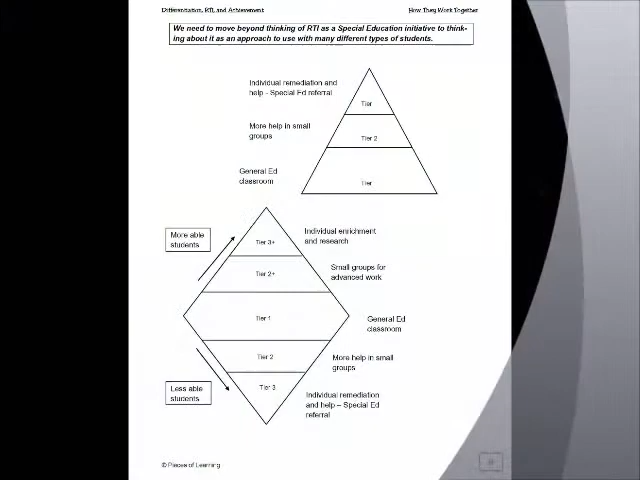 Differentiation, RTI, and Achievement
How They Work Together
We need to move beyond thinking of RTI as a Special Education initiative to think-
ing about it as an approach to use with many different types of students.
Individual remediation and
help - Special Ed referral
Tier
More help in small
groups
Tier 2
General Ed
classroom
Tier
More able
students
Tier 3+
Individual enrichment
and research
Tier 2+
Small groups for
advanced work
Tier 1
General Ed
classroom
Tier 2
More help in small
groups
Less able
students
Tier 3
Individual remediation
and help – Special Ed
referral
© Pieces of Learning